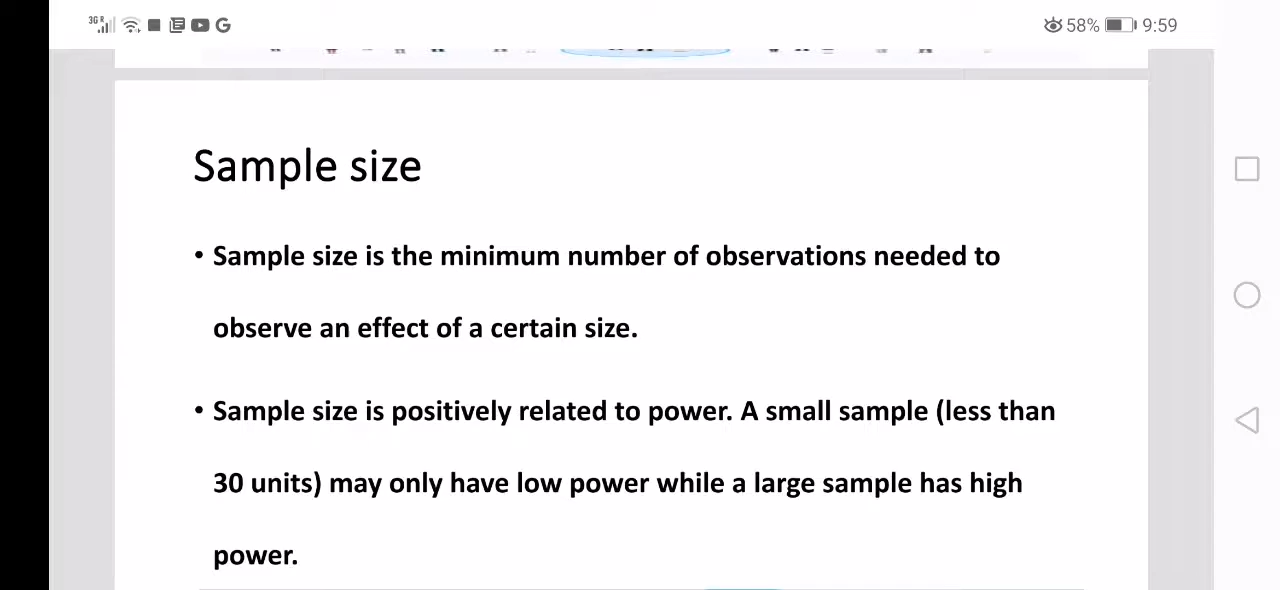 3G R
G
58% 9:59
Sample size
• Sample size is the minimum number of observations needed to
observe an effect of a certain size.
• Sample size is positively related to power. A small sample (less than
30 units) may only have low power while a large sample has high
power.